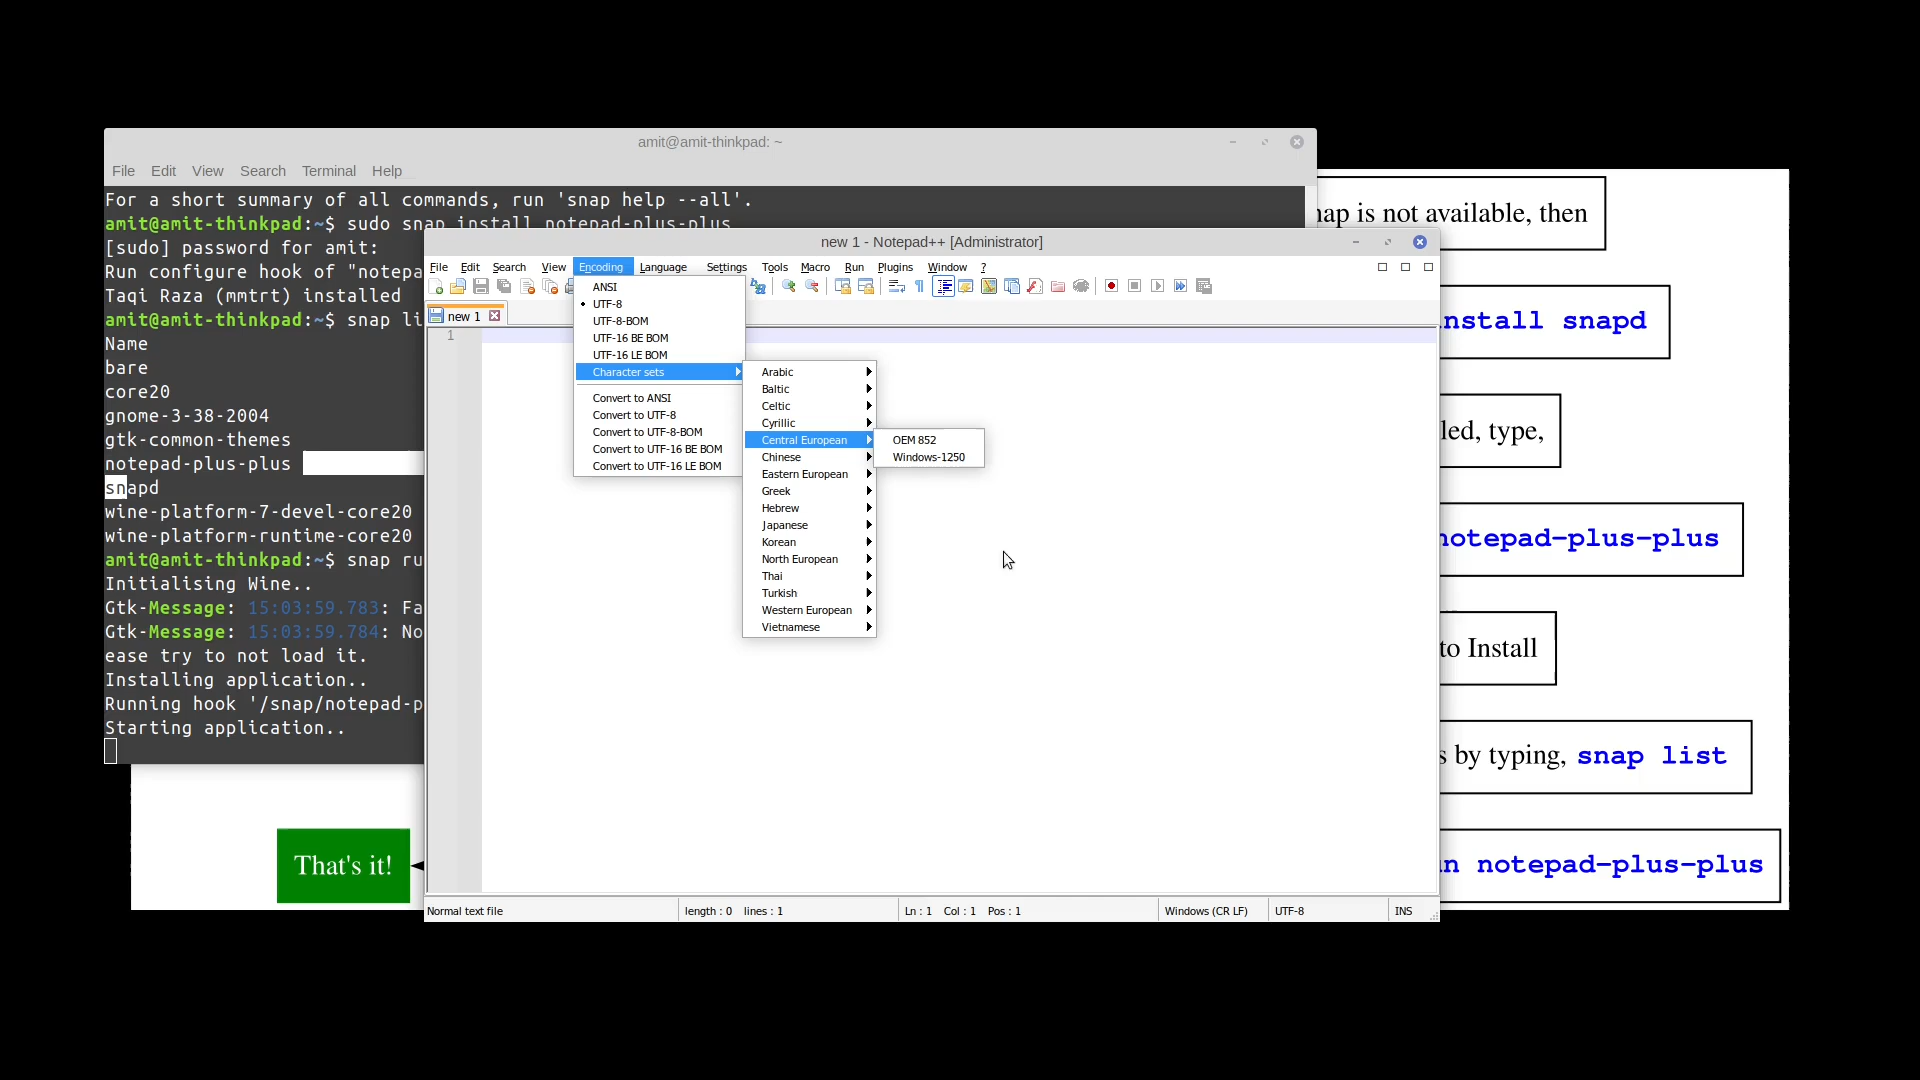 amit@amit-thinkpad: ~
File Edit View Search Terminal Help
For a short summary of all commands, run 'snap help --all'.
amit@amit-thinkpad:~$ sudo snap install notepad-plus-plus
[sudo] password for amit:
Run configure hook of "notepa
Taqi Raza (mmtrt) installed
amit@amit-thinkpad:~$ snap li
Name
bare
core20
gnome-3-38-2004
gtk-common-themes
notepad-plus-plus
snapd
wine-platform-7-devel-core20
wine-platform-runtime-core20
amit@amit-thinkpad:~$ snap ru
Initialising Wine..
Gtk-Message: 15:03:59.783: Fa
Gtk-Message: 15:03:59.784: No
ease try to not load it.
Installing application..
Running hook '/snap/notepad-p
Starting application..
new 1 - Notepad++ [Administrator]
File Edit Search View Encoding Language Settings Tools Macro Run Plugins Window ?
new 1
1
ANSI
UTF-8
UTF-8-BOM
UTF-16 BE BOM
UTF-16 LE BOM
Character sets
Convert to ANSI
Convert to UTF-8
Convert to UTF-8-BOM
Convert to UTF-16 BE BOM
Convert to UTF-16 LE BOM
Arabic
Baltic
Celtic
Cyrillic
Central European
Chinese
Eastern European
Greek
Hebrew
Japanese
Korean
North European
Thai
Turkish
Western European
Vietnamese
OEM 852
Windows-1250
Normal text file length : 0 lines : 1 Ln : 1 Col : 1 Pos : 1 Windows (CR LF) UTF-8 INS
nap is not available, then
nstall snapd
led, type,
notepad-plus-plus
to Install
s by typing, snap list
n notepad-plus-plus
That's it!